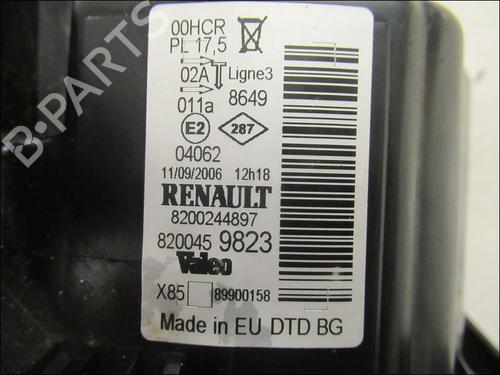 00HCR
PL 17,5
02A Ligne3
011a 8649
E2 287
04062
11/09/2006 12h18
RENAULT
8200244897
820045 9823
Valeo
X85 89900158
Made in EU DTD BG
B-PARTS